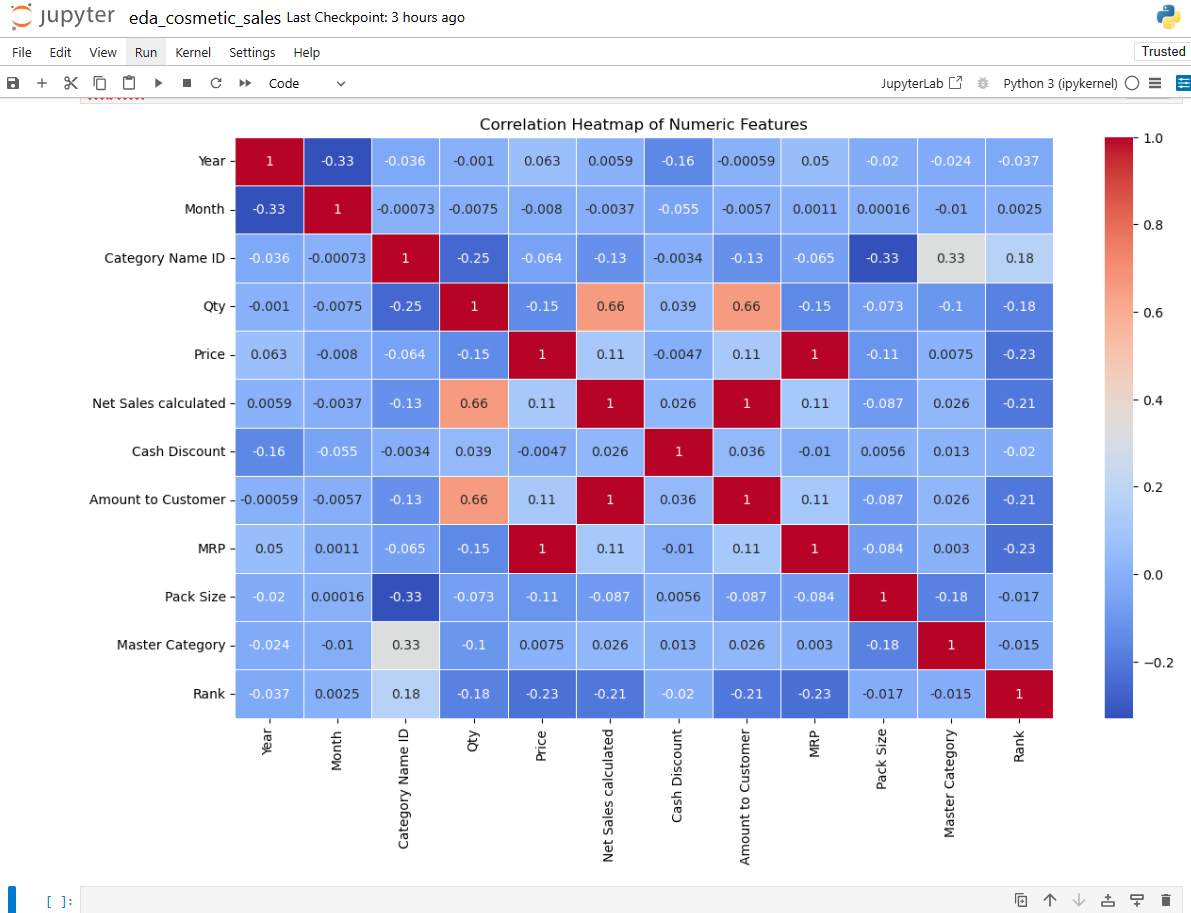 jupyter eda_cosmetic_sales Last Checkpoint: 3 hours ago
File Edit View Run Kernel Settings Help Trusted
Code JupyterLab Python 3 (ipykernel)
Correlation Heatmap of Numeric Features
Year 1 -0.33 -0.036 -0.001 0.063 0.0059 -0.16 -0.00059 0.05 -0.02 -0.024 -0.037
Month -0.33 1 -0.00073 -0.0075 -0.008 -0.0037 -0.055 -0.0057 0.0011 0.00016 -0.01 0.0025
Category Name ID -0.036 -0.00073 1 -0.25 -0.064 -0.13 -0.0034 -0.13 -0.065 -0.33 0.33 0.18
Qty -0.001 -0.0075 -0.25 1 -0.15 0.66 0.039 0.66 -0.15 -0.073 -0.1 -0.18
Price 0.063 -0.008 -0.064 -0.15 1 0.11 -0.0047 0.11 1 -0.11 0.0075 -0.23
Net Sales calculated 0.0059 -0.0037 -0.13 0.66 0.11 1 0.026 1 0.11 -0.087 0.026 -0.21
Cash Discount -0.16 -0.055 -0.0034 0.039 -0.0047 0.026 1 0.036 -0.01 0.0056 0.013 -0.02
Amount to Customer -0.00059 -0.0057 -0.13 0.66 0.11 1 0.036 1 0.11 -0.087 0.026 -0.21
MRP 0.05 0.0011 -0.065 -0.15 1 0.11 -0.01 0.11 1 -0.084 0.003 -0.23
Pack Size -0.02 0.00016 -0.33 -0.073 -0.11 -0.087 0.0056 -0.087 -0.084 1 -0.18 -0.017
Master Category -0.024 -0.01 0.33 -0.1 0.0075 0.026 0.013 0.026 0.003 -0.18 1 -0.015
Rank -0.037 0.0025 0.18 -0.18 -0.23 -0.21 -0.02 -0.21 -0.23 -0.017 -0.015 1
Year
Month
Category Name ID
Qty
Price
Net Sales calculated
Cash Discount
Amount to Customer
MRP
Pack Size
Master Category
Rank
1.0
0.8
0.6
0.4
0.2
0.0
−0.2
[ ]: